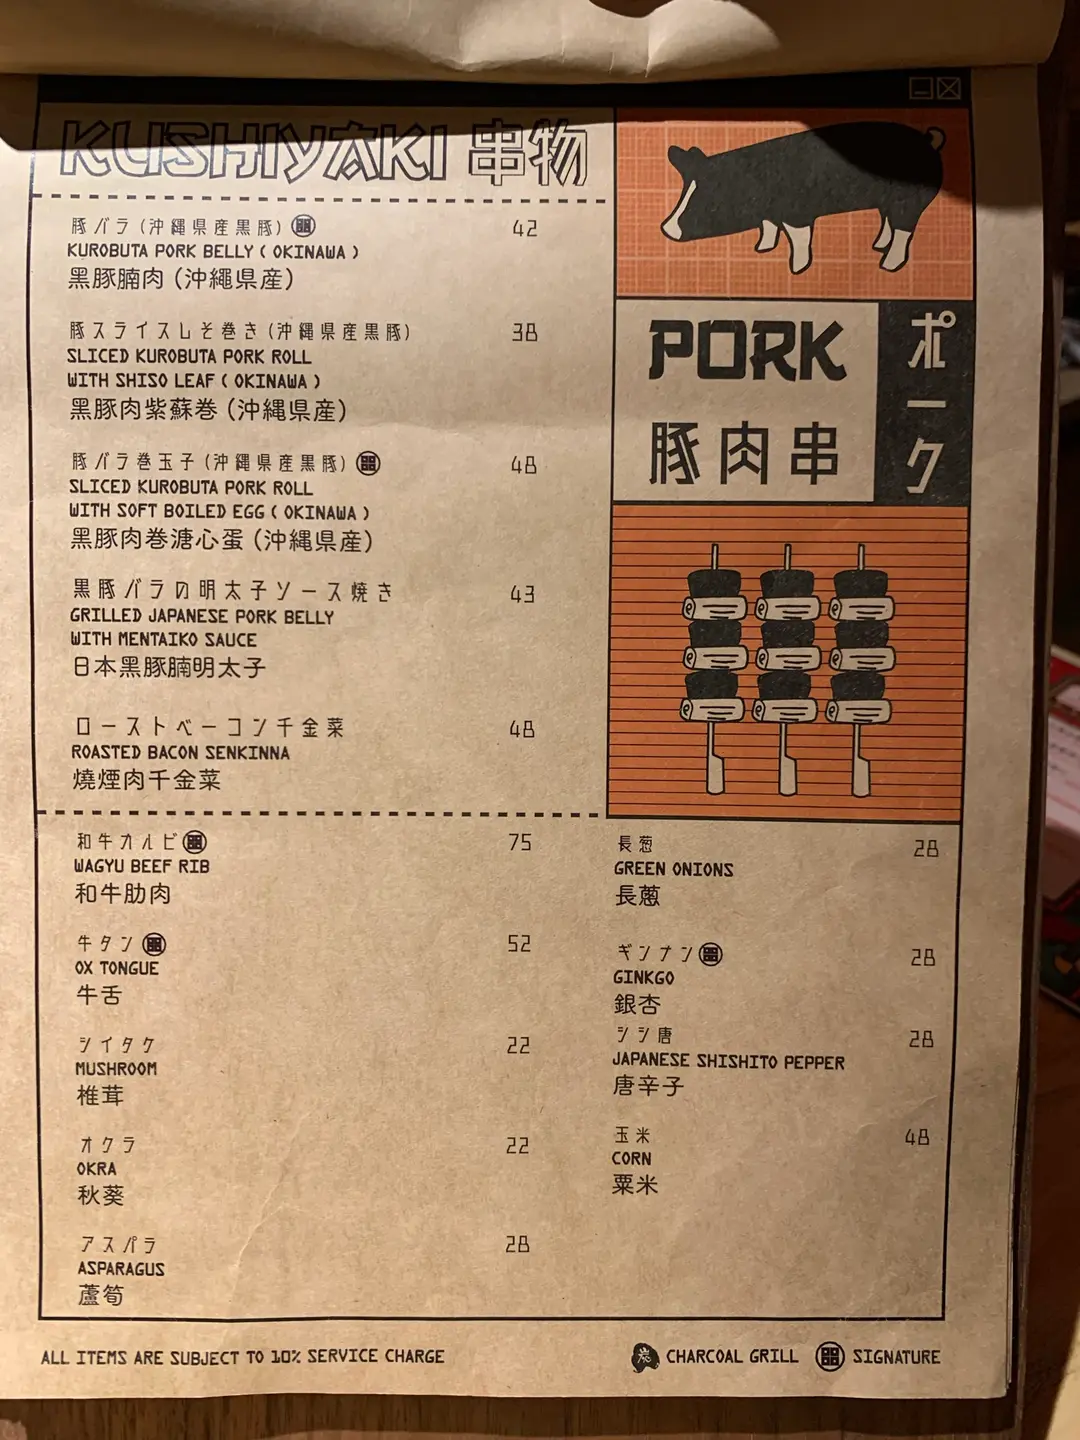 KUSHIYAKI 串物
豚バラ (沖縄県産黒豚) 42
KUROBUTA PORK BELLY ( OKINAWA )
黑豚腩肉 (沖繩県産)
豚スライスしそ巻き (沖縄県産黒豚) 38
SLICED KUROBUTA PORK ROLL
WITH SHISO LEAF ( OKINAWA )
黑豚肉紫蘇巻 (沖縄県産)
豚バラ巻玉子 (沖縄県産黒豚) 48
SLICED KUROBUTA PORK ROLL
WITH SOFT BOILED EGG ( OKINAWA )
黑豚肉巻溏心蛋 (沖縄県産)
黒豚バラの明太子ソース焼き 43
GRILLED JAPANESE PORK BELLY
WITH MENTAIKO SAUCE
日本黑豚腩明太子
ローストベーコン千金菜 48
ROASTED BACON SENKINNA
燒煙肉千金菜
PORK
豚肉串
ポーク
和牛カルビ 75
WAGYU BEEF RIB
和牛肋肉
牛タン 52
OX TONGUE
牛舌
シイタケ 22
MUSHROOM
椎茸
オクラ 22
OKRA
秋葵
アスパラ 28
ASPARAGUS
蘆筍
長葱 28
GREEN ONIONS
長蔥
ギンナン 28
GINKGO
銀杏
シシ唐 28
JAPANESE SHISHITO PEPPER
唐辛子
玉米 48
CORN
粟米
ALL ITEMS ARE SUBJECT TO 10% SERVICE CHARGE
炭 CHARCOAL GRILL SIGNATURE